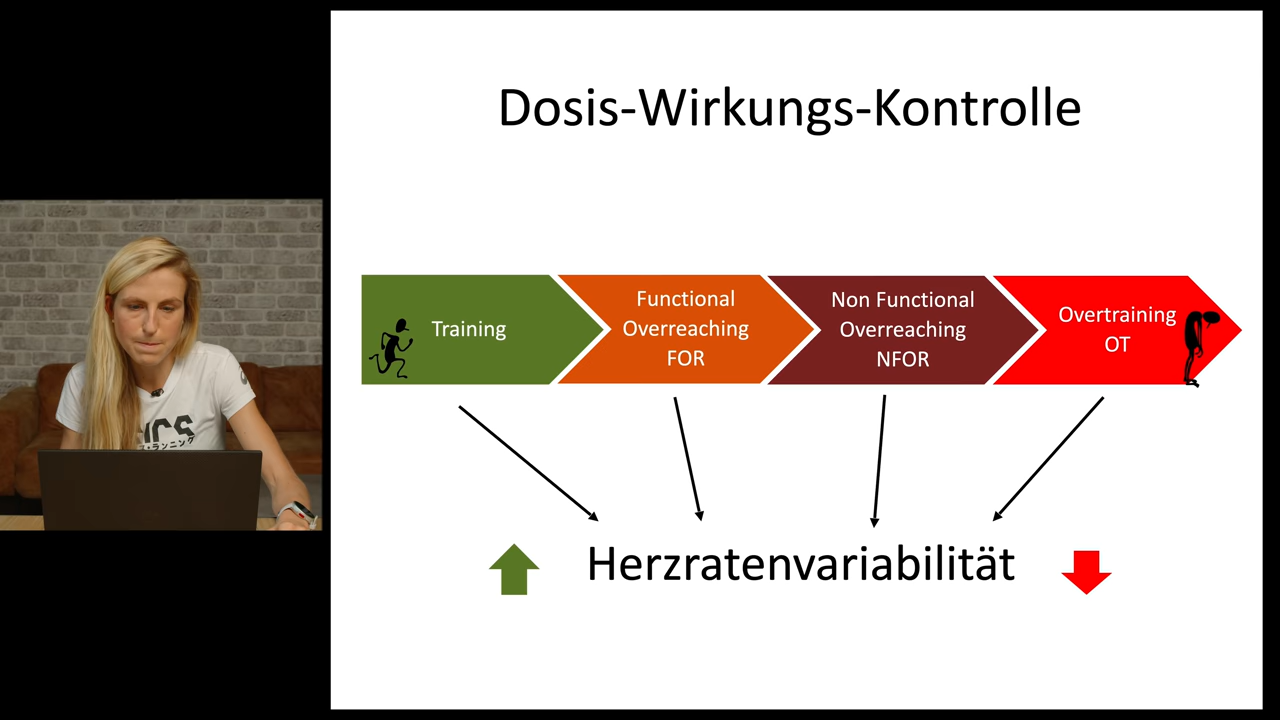 Dosis-Wirkungs-Kontrolle
Training
Functional
Overreaching
FOR
Non Functional
Overreaching
NFOR
Overtraining
OT
Herzratenvariabilität